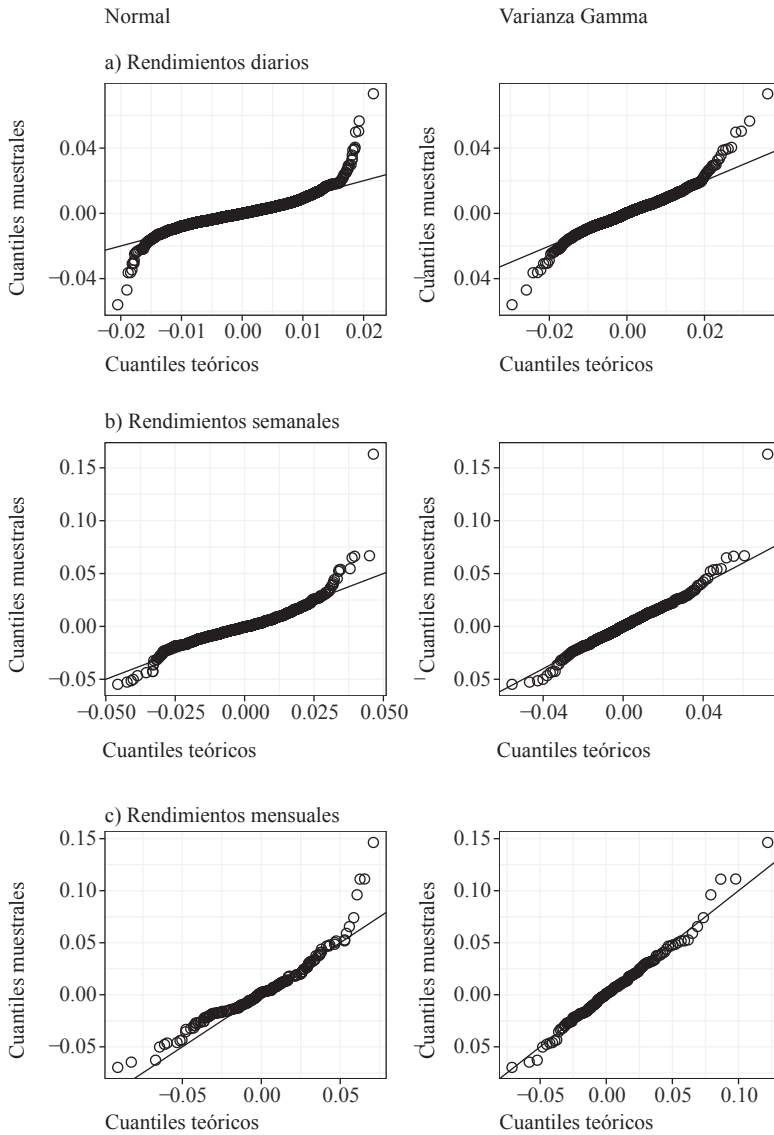 Normal
Varianza Gamma
a) Rendimientos diarios
Cuantiles muestrales
0.04
0.00
−0.04
−0.02 −0.01 0.00 0.01 0.02
Cuantiles teóricos
Cuantiles muestrales
0.04
0.00
0.04
−0.02 0.00 0.02
Cuantiles teóricos
b) Rendimientos semanales
Cuantiles muestrales
0.15
0.10
0.05
0.00
−0.05
−0.050 −0.025 0.000 0.025 0.050
Cuantiles teóricos
Cuantiles muestrales
0.15
0.10
0.05
0.00
0.05
−0.04 0.00 0.04
Cuantiles teóricos
c) Rendimientos mensuales
Cuantiles muestrales
0.15
0.10
0.05
0.00
−0.05
−0.05 0.00 0.05
Cuantiles teóricos
Cuantiles muestrales
0.15
0.10
0.05
0.00
0.05
−0.05 0.00 0.05 0.10
Cuantiles teóricos